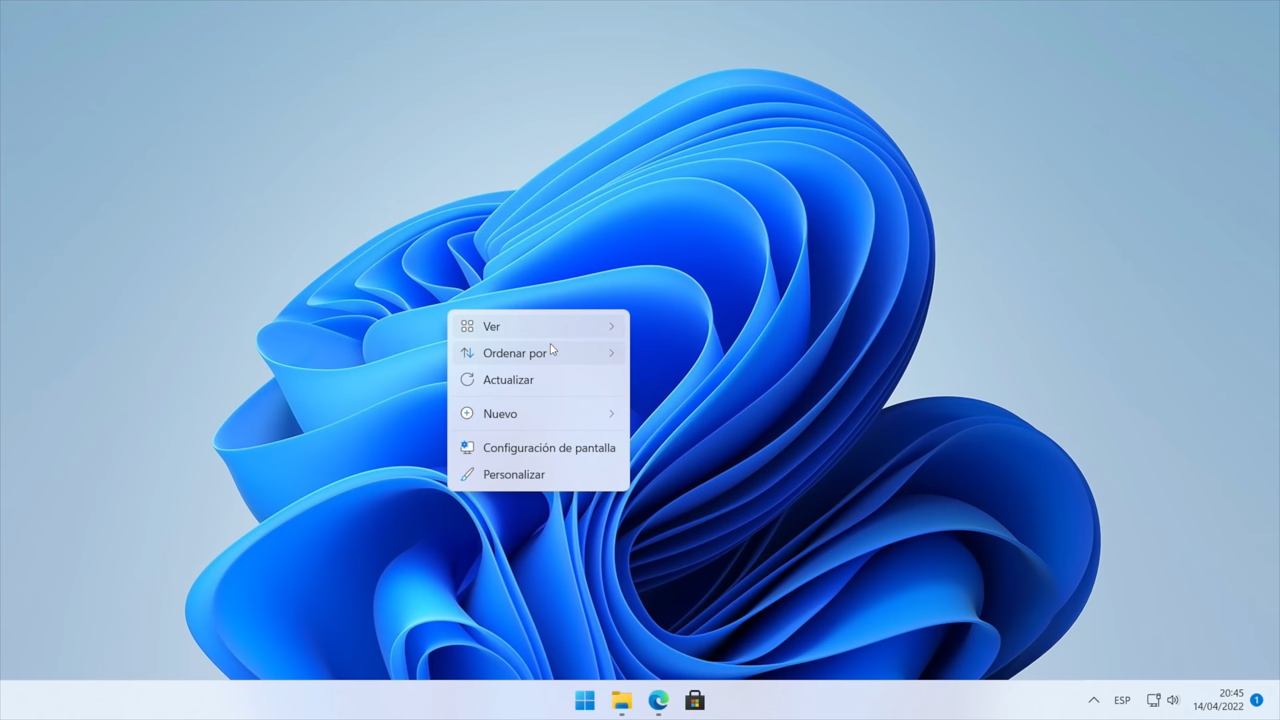 Ver
Ordenar por
Actualizar
Nuevo
Configuración de pantalla
Personalizar
ESP
20:45
14/04/2022
1